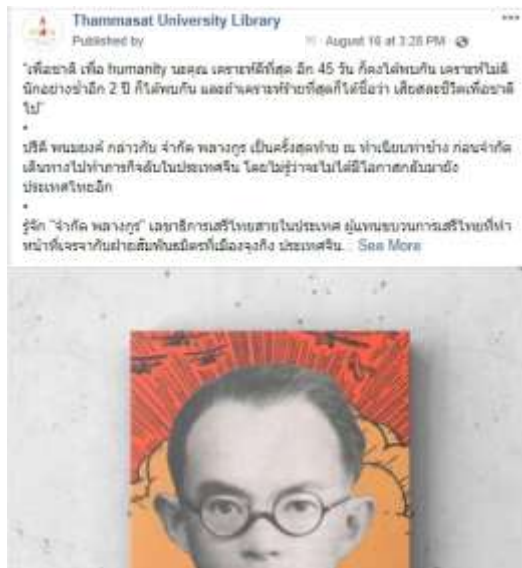 Thammasat University Library
Published by
August 16 at 3:28 PM
"เพื่อชาติ เพื่อ humanity นะคุณ เคราะห์ดีที่สุด อีก 45 วัน ก็คงได้พบกัน เคราะห์ไม่ดี
นักอย่างช้าอีก 2 ปี ก็ได้พบกัน และถ้าเคราะห์ร้ายที่สุดก็ได้ชื่อว่า เสียสละชีวิตเพื่อชาติ
ไป"
ปรีดี พนมยงค์ กล่าวกับ จำกัด พลางกูร เป็นครั้งสุดท้าย ณ ทำเนียบท่าช้าง ก่อนจำกัด
เดินทางไปทำภารกิจลับในประเทศจีน โดยไม่รู้ว่าจะไม่ได้มีโอกาสกลับมายัง
ประเทศไทยอีก
รู้จัก "จำกัด พลางกูร" เลขาธิการเสรีไทยสายในประเทศ ผู้แทนขบวนการเสรีไทยที่ทำ
หน้าที่เจรจากับฝ่ายสัมพันธมิตรที่เมืองจุงกิง ประเทศจีน... See More